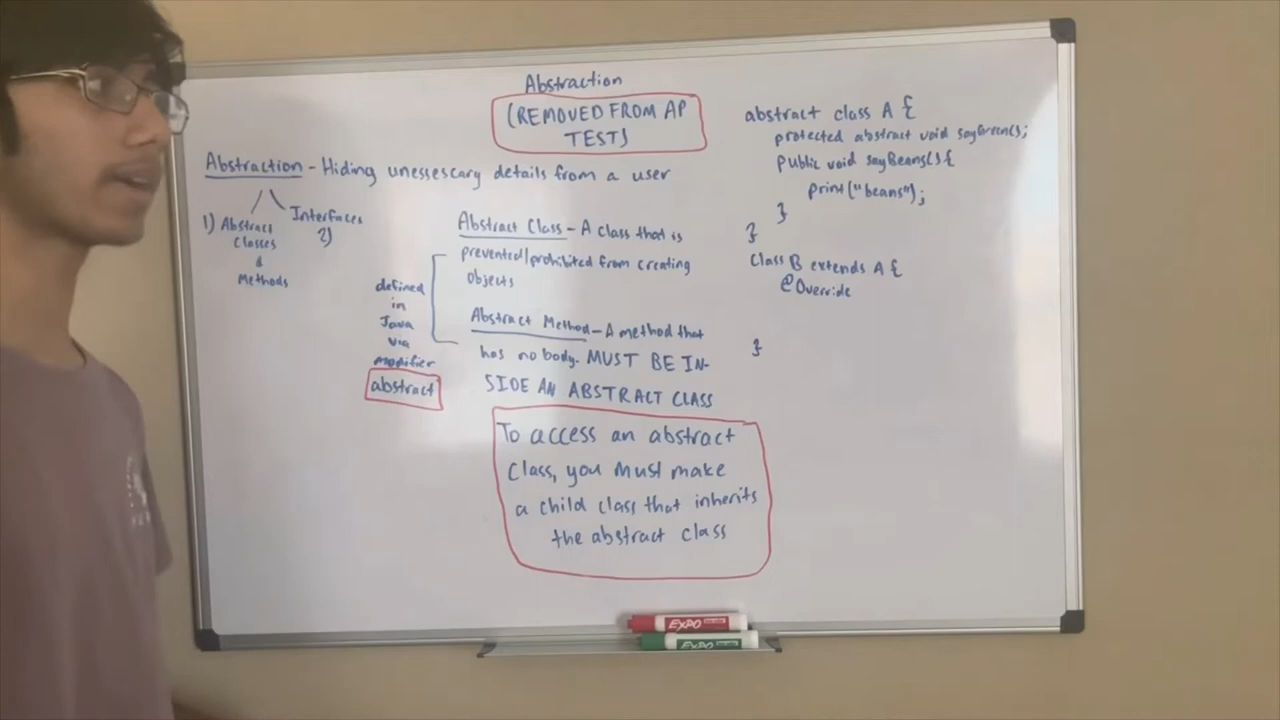 Abstraction
(REMOVED FROM AP
TEST)
Abstraction - Hiding unessescary details from a user
1) Abstract
Classes
&
Methods
Interfaces
2)
Abstract Class - A class that is
prevented/prohibited from creating
objects
defined
in
Java
via
modifier
abstract
Abstract Method - A method that
has no body. MUST BE IN-
SIDE AN ABSTRACT CLASS
To access an abstract
class, you must make
a child class that inherits
the abstract class
abstract class A {
protected abstract void sayGreen();
public void sayBeans() {
print("beans");
}
}
class B extends A {
@Override
}
EXPO
EXPO